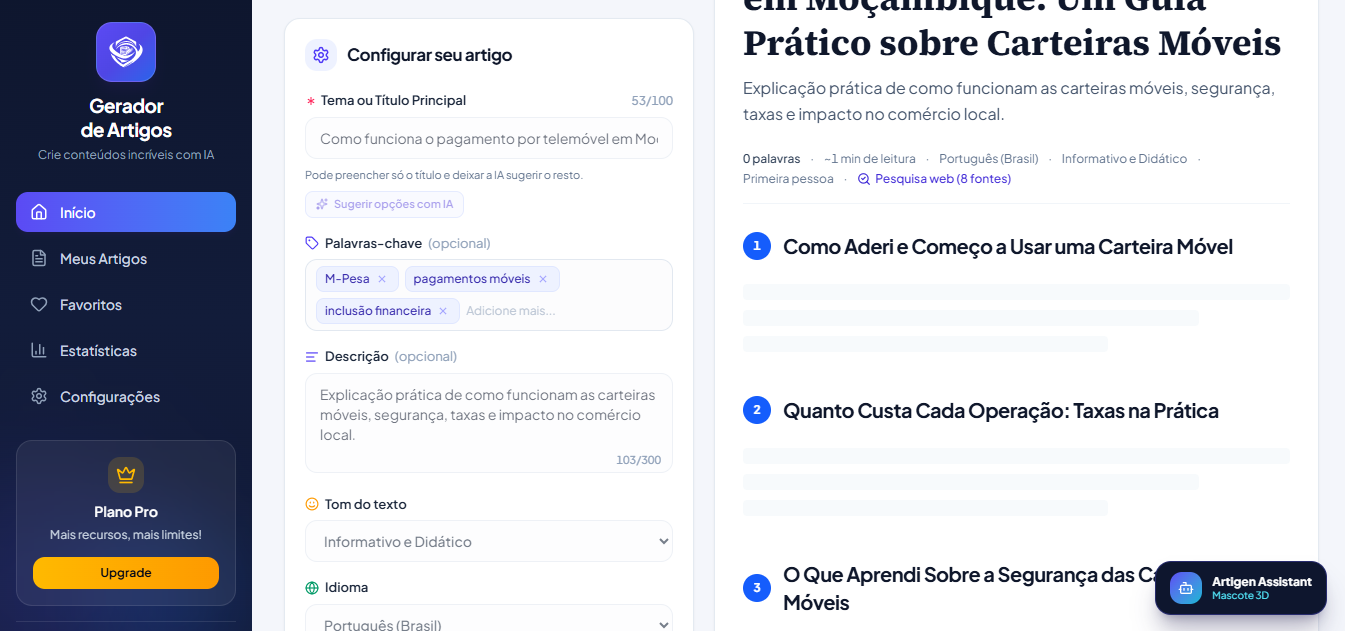 Gerador
de Artigos
Crie conteúdos incríveis com IA
Início
Meus Artigos
Favoritos
Estatísticas
Configurações
Plano Pro
Mais recursos, mais limites!
Upgrade
Configurar seu artigo
* Tema ou Título Principal 53/100
Como funciona o pagamento por telemóvel em Mo
Pode preencher só o título e deixar a IA sugerir o resto.
Sugerir opções com IA
Palavras-chave (opcional)
M-Pesa × pagamentos móveis ×
inclusão financeira × Adicione mais...
Descrição (opcional)
Explicação prática de como funcionam as carteiras
móveis, segurança, taxas e impacto no comércio
local.
103/300
Tom do texto
Informativo e Didático
Idioma
Português (Brasil)
em Moçambique: Um Guia
Prático sobre Carteiras Móveis
Explicação prática de como funcionam as carteiras móveis, segurança,
taxas e impacto no comércio local.
0 palavras · ~1 min de leitura · Português (Brasil) · Informativo e Didático ·
Primeira pessoa · Pesquisa web (8 fontes)
1 Como Aderi e Começo a Usar uma Carteira Móvel
2 Quanto Custa Cada Operação: Taxas na Prática
3 O Que Aprendi Sobre a Segurança das Ca
Móveis
ArtIgen Assistant
Mascote 3D